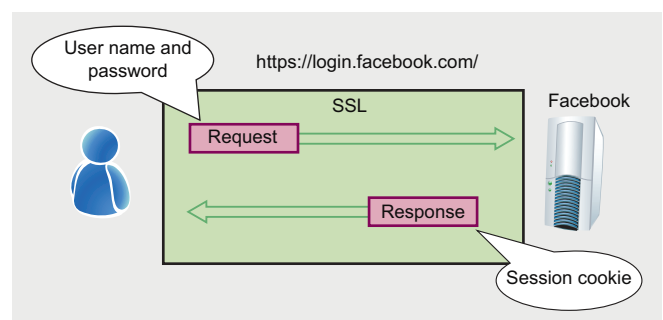 User name and
password
https://login.facebook.com/
SSL
Facebook
Request
Response
Session cookie